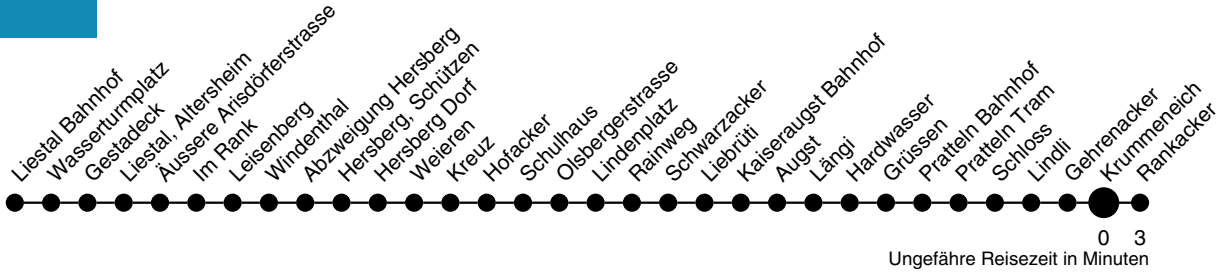 Liestal Bahnhof
Wasserturmplatz
Gestadeck
Liestal, Altersheim
Äussere Arisdörferstrasse
Im Rank
Leisenberg
Windenthal
Abzweigung Hersberg
Hersberg, Schützen
Hersberg Dorf
Weieren
Kreuz
Hofacker
Schulhaus
Olsbergerstrasse
Lindenplatz
Rainweg
Schwarzacker
Liebrüti
Kaiseraugst Bahnhof
Augst
Längi
Hardwasser
Grüssen
Pratteln Bahnhof
Pratteln Tram
Schloss
Lindli
Gehrenacker
Krummeneich
Rankacker
0 3
Ungefähre Reisezeit in Minuten